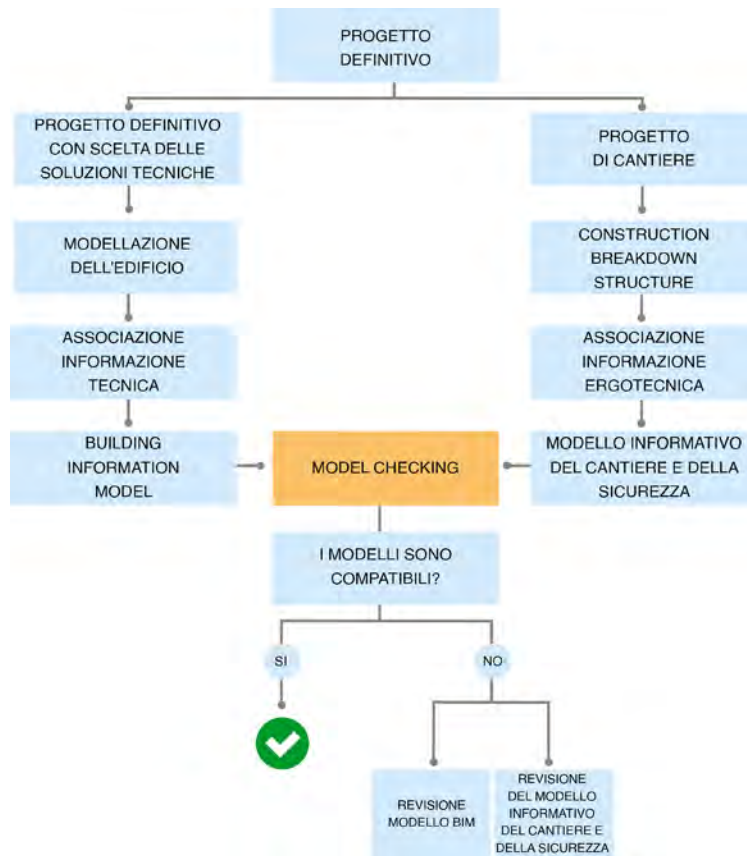 PROGETTO
DEFINITIVO
PROGETTO DEFINITIVO
CON SCELTA DELLE
SOLUZIONI TECNICHE
PROGETTO
DI CANTIERE
MODELLAZIONE
DELL'EDIFICIO
CONSTRUCTION
BREAKDOWN
STRUCTURE
ASSOCIAZIONE
INFORMAZIONE
TECNICA
ASSOCIAZIONE
INFORMAZIONE
ERGOTECNICA
BUILDING
INFORMATION
MODEL
MODEL CHECKING
MODELLO INFORMATIVO
DEL CANTIERE E DELLA
SICUREZZA
I MODELLI SONO
COMPATIBILI?
SI
NO
REVISIONE
MODELLO BIM
REVISIONE
DEL MODELLO
INFORMATIVO
DEL CANTIERE E
DELLA SICUREZZA